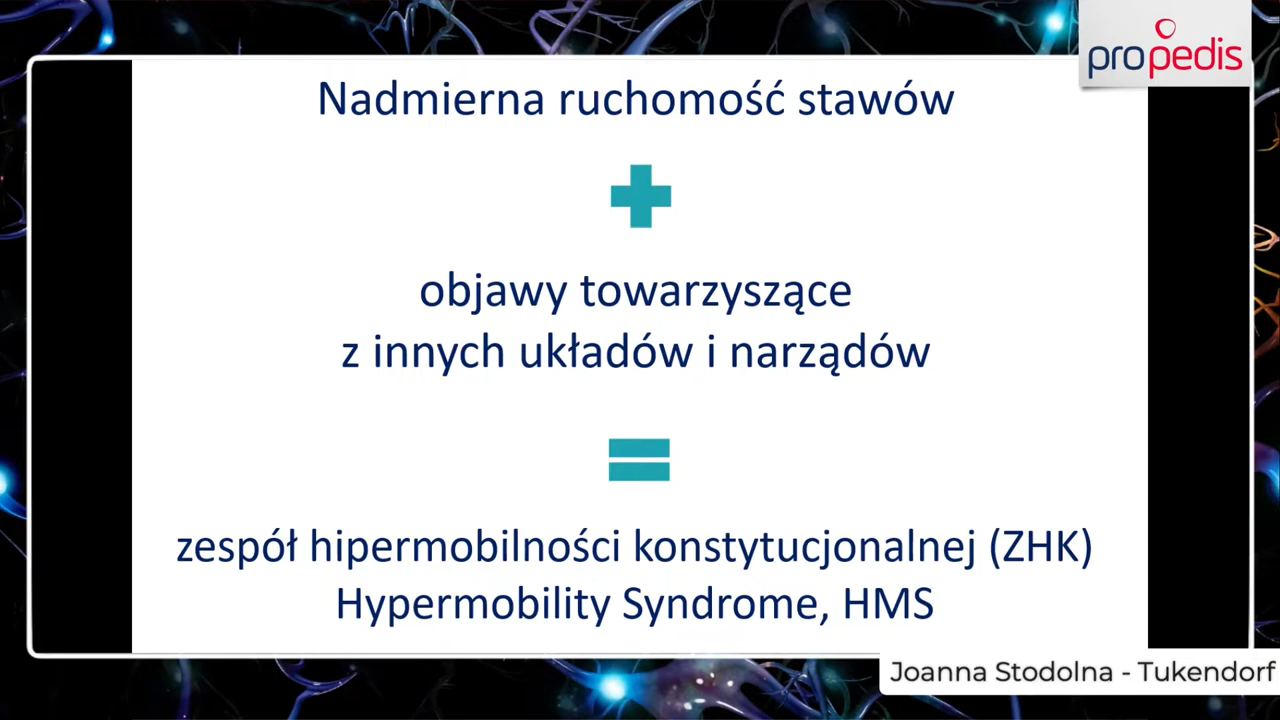 propedis
Nadmierna ruchomość stawów
objawy towarzyszące
z innych układów i narządów
zespół hipermobilności konstytucjonalnej (ZHK)
Hypermobility Syndrome, HMS
Joanna Stodolna - Tukendorf